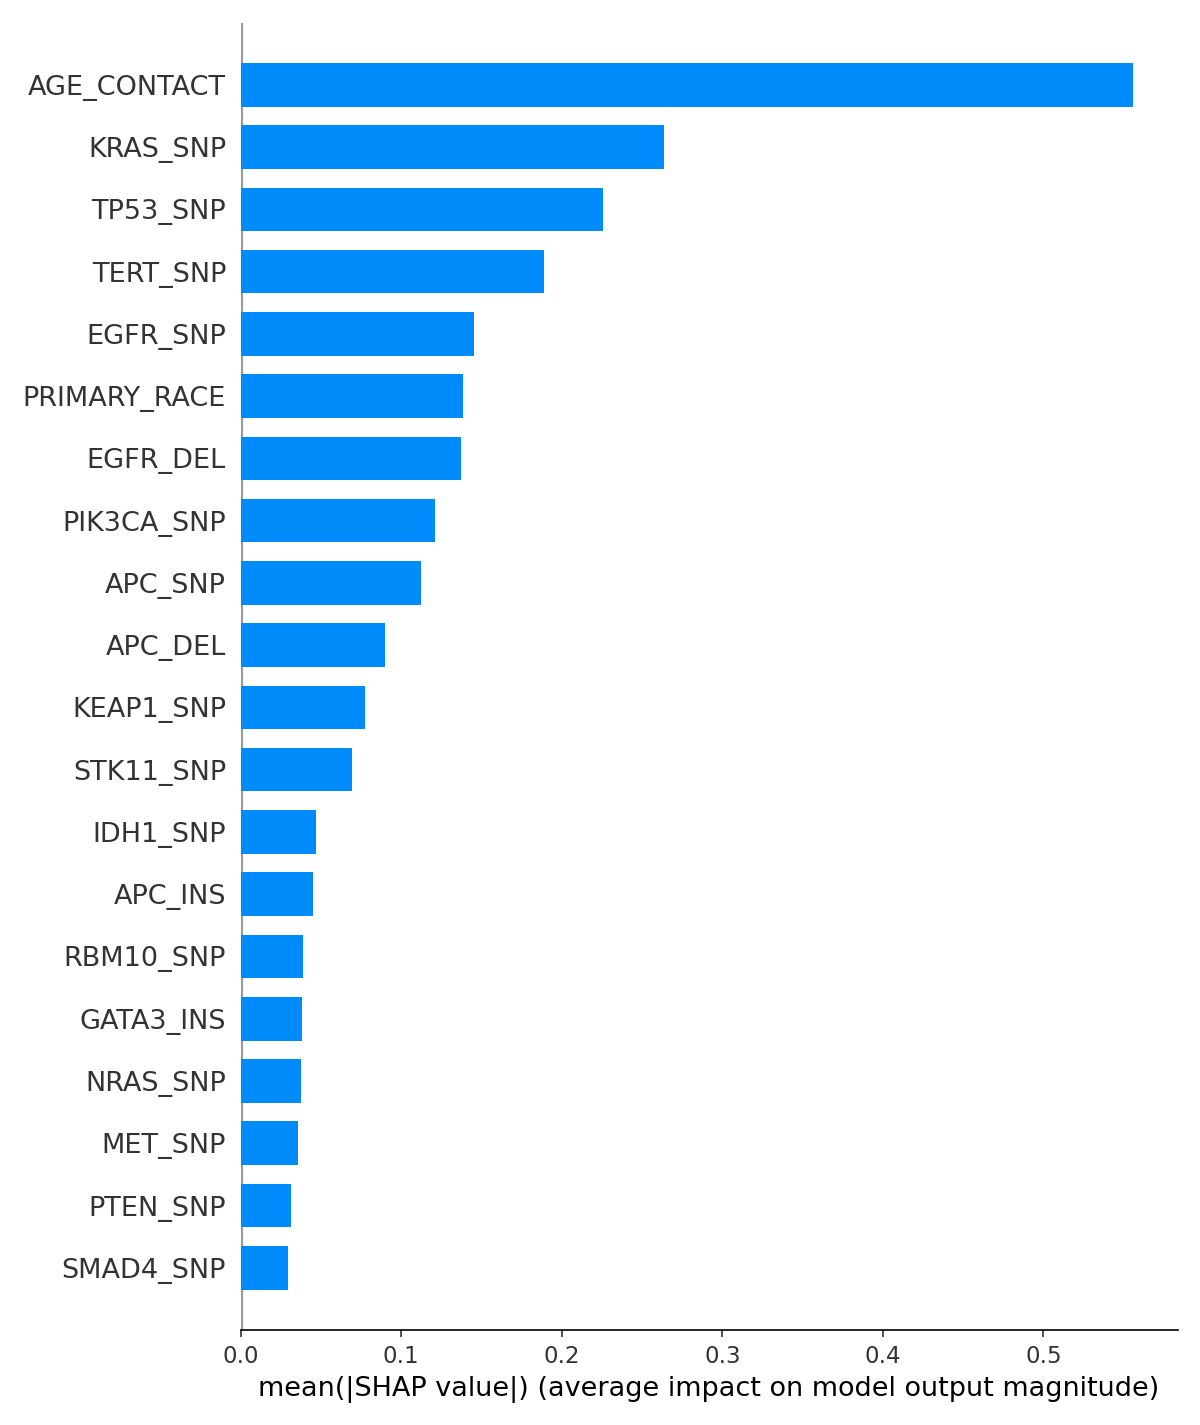 AGE_CONTACT
KRAS_SNP
TP53_SNP
TERT_SNP
EGFR_SNP
PRIMARY_RACE
EGFR_DEL
PIK3CA_SNP
APC_SNP
APC_DEL
KEAP1_SNP
STK11_SNP
IDH1_SNP
APC_INS
RBM10_SNP
GATA3_INS
NRAS_SNP
MET_SNP
PTEN_SNP
SMAD4_SNP
0.0 0.1 0.2 0.3 0.4 0.5
mean(|SHAP value|) (average impact on model output magnitude)